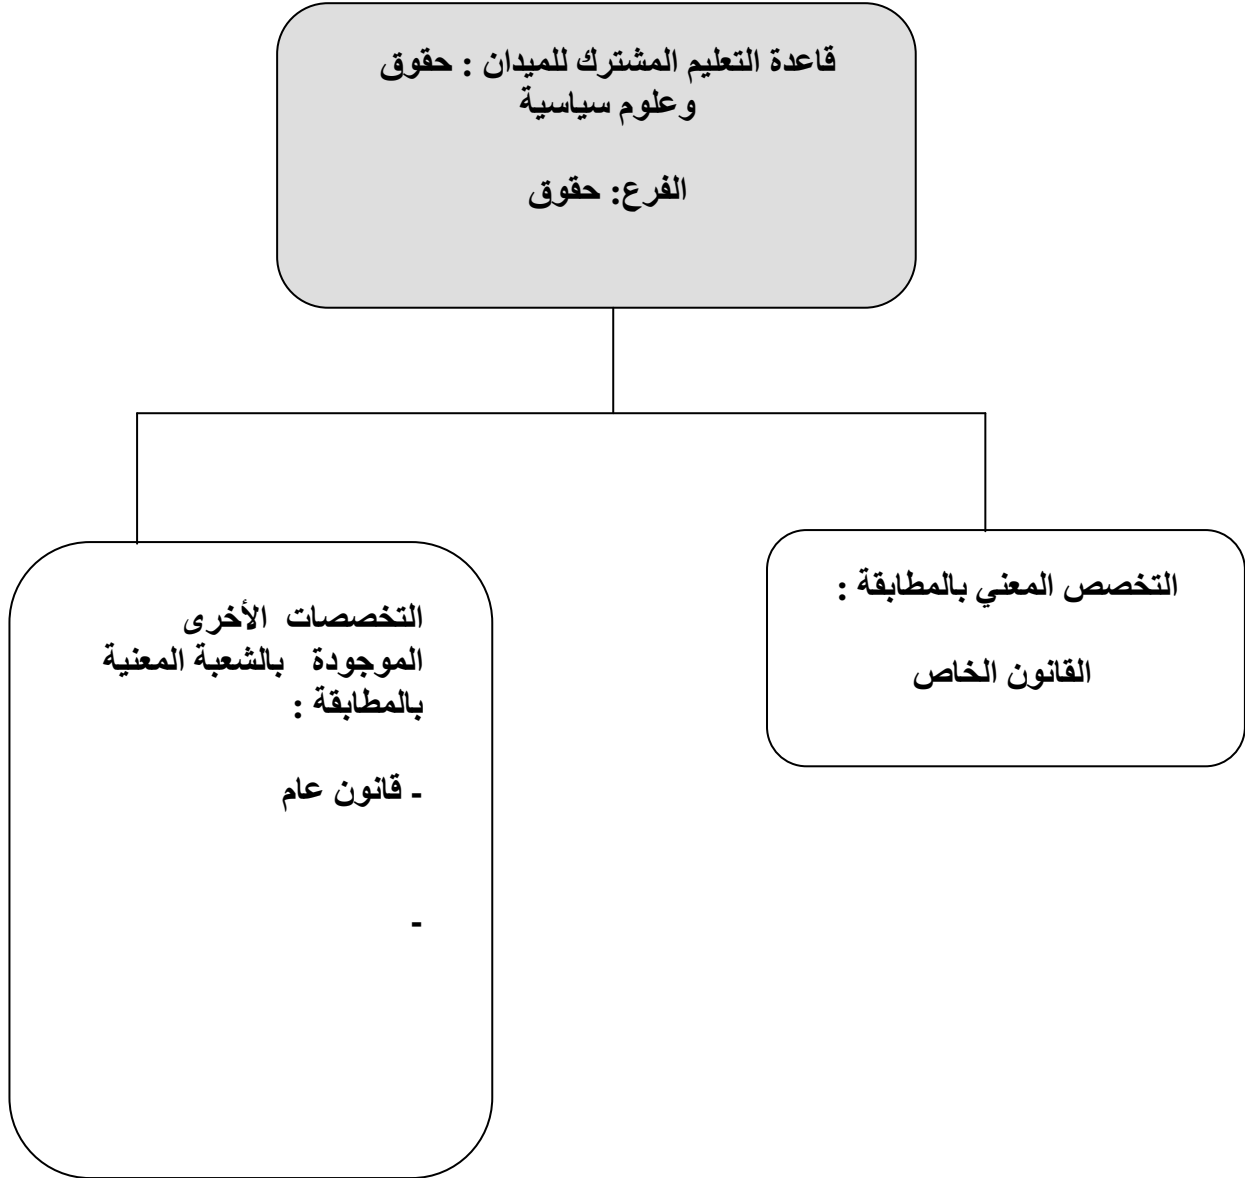 قاعدة التعليم المشترك للميدان : حقوق
وعلوم سياسية
الفرع: حقوق
التخصص المعني بالمطابقة :
القانون الخاص
التخصصات الأخرى
الموجودة بالشعبة المعنية
بالمطابقة :
- قانون عام
-